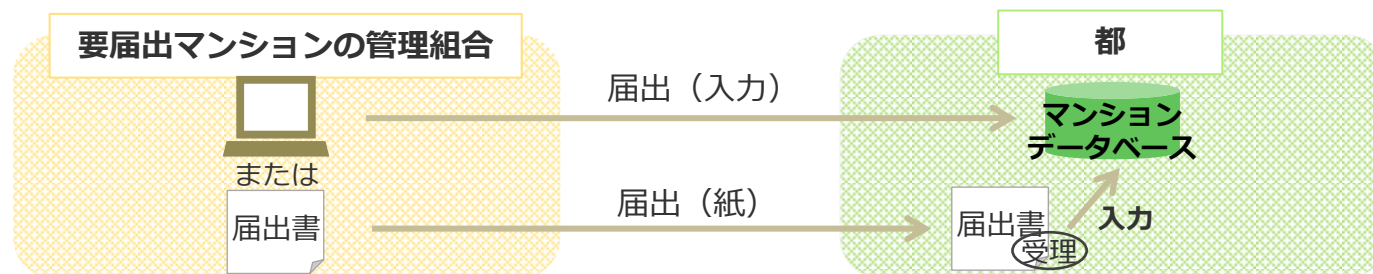 要届出マンションの管理組合
都
届出（入力）
マンション
データベース
または
届出（紙）
届出書
届出書
受理
入力